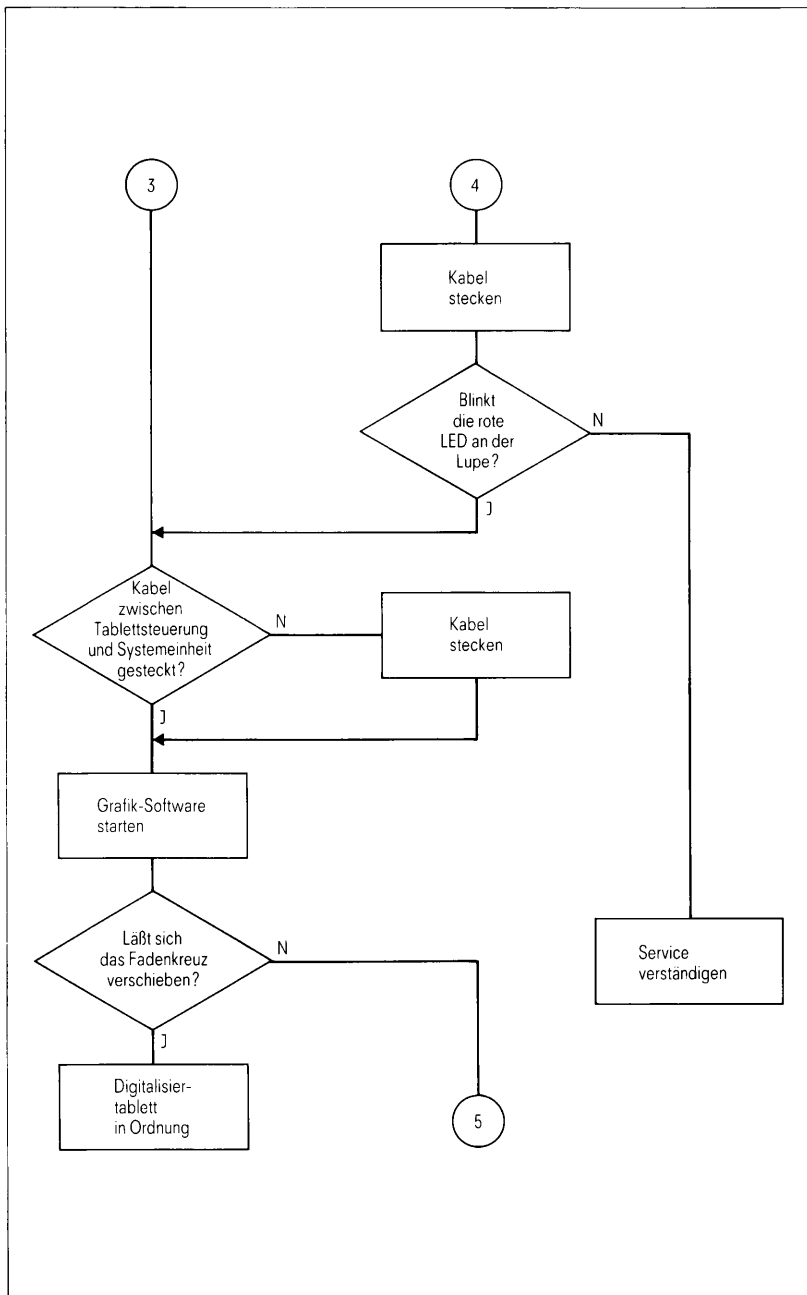 3
4
Kabel
stecken
Blinkt
die rote
LED an der
Lupe?
N
J
Kabel
zwischen
Tablettsteuerung
und Systemeinheit
gesteckt?
N
Kabel
stecken
J
Grafik-Software
starten
Läßt sich
das Fadenkreuz
verschieben?
N
Service
verständigen
J
Digitalisier-
tablett
in Ordnung
5